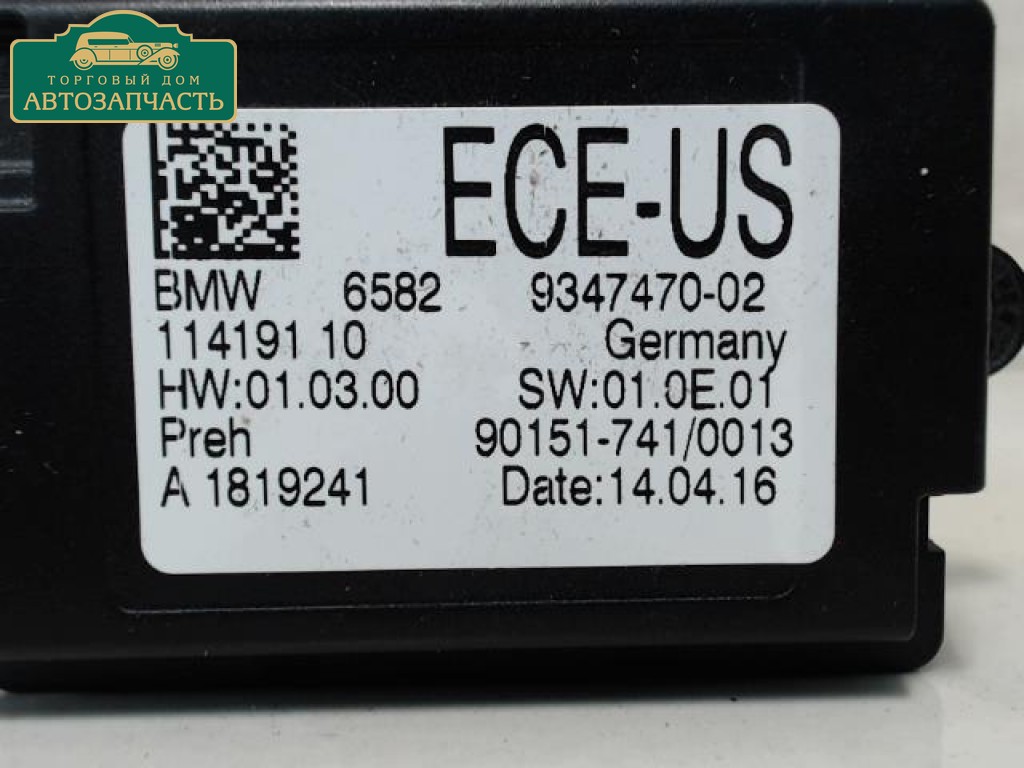 ТОРГОВЫЙ ДОМ
АВТОЗАПЧАСТЬ
ECE-US
BMW 6582 9347470-02
114191 10 Germany
HW:01.03.00 SW:01.0E.01
Preh 90151-741/0013
A 1819241 Date:14.04.16